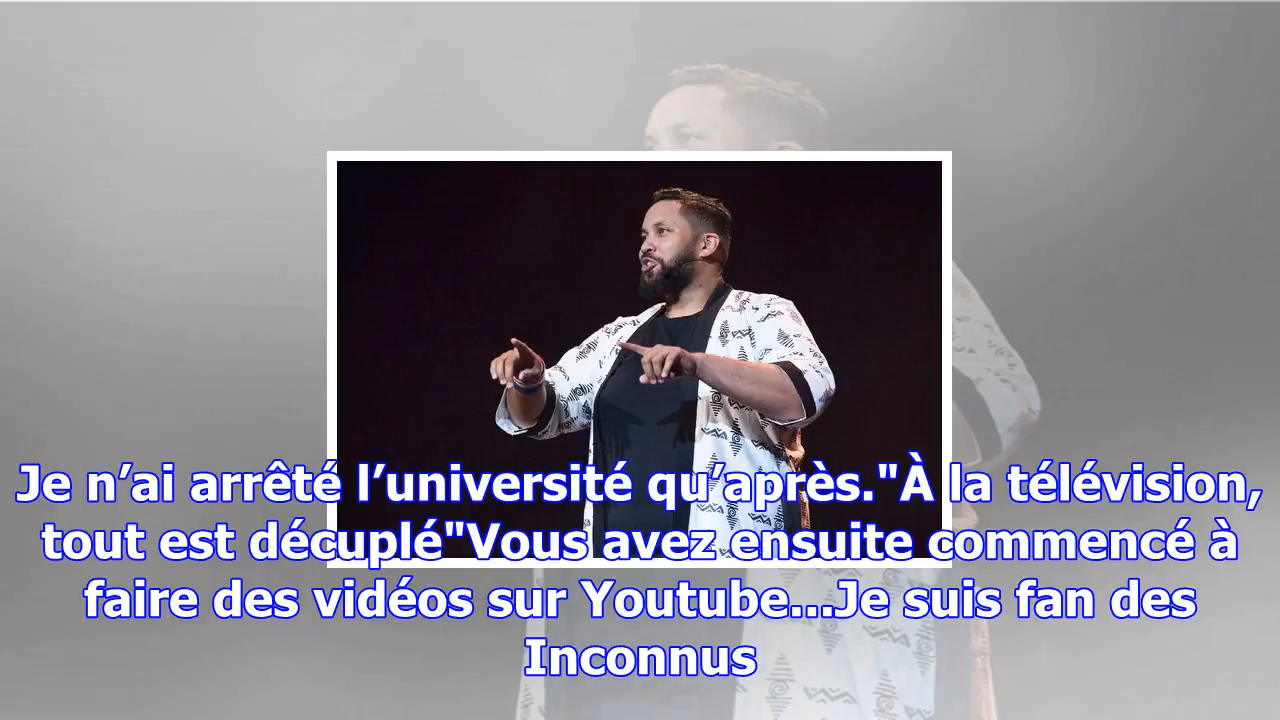 Je n’ai arrêté l’université qu’après."À la télévision,
tout est décuplé"Vous avez ensuite commencé à
faire des vidéos sur Youtube...Je suis fan des
Inconnus